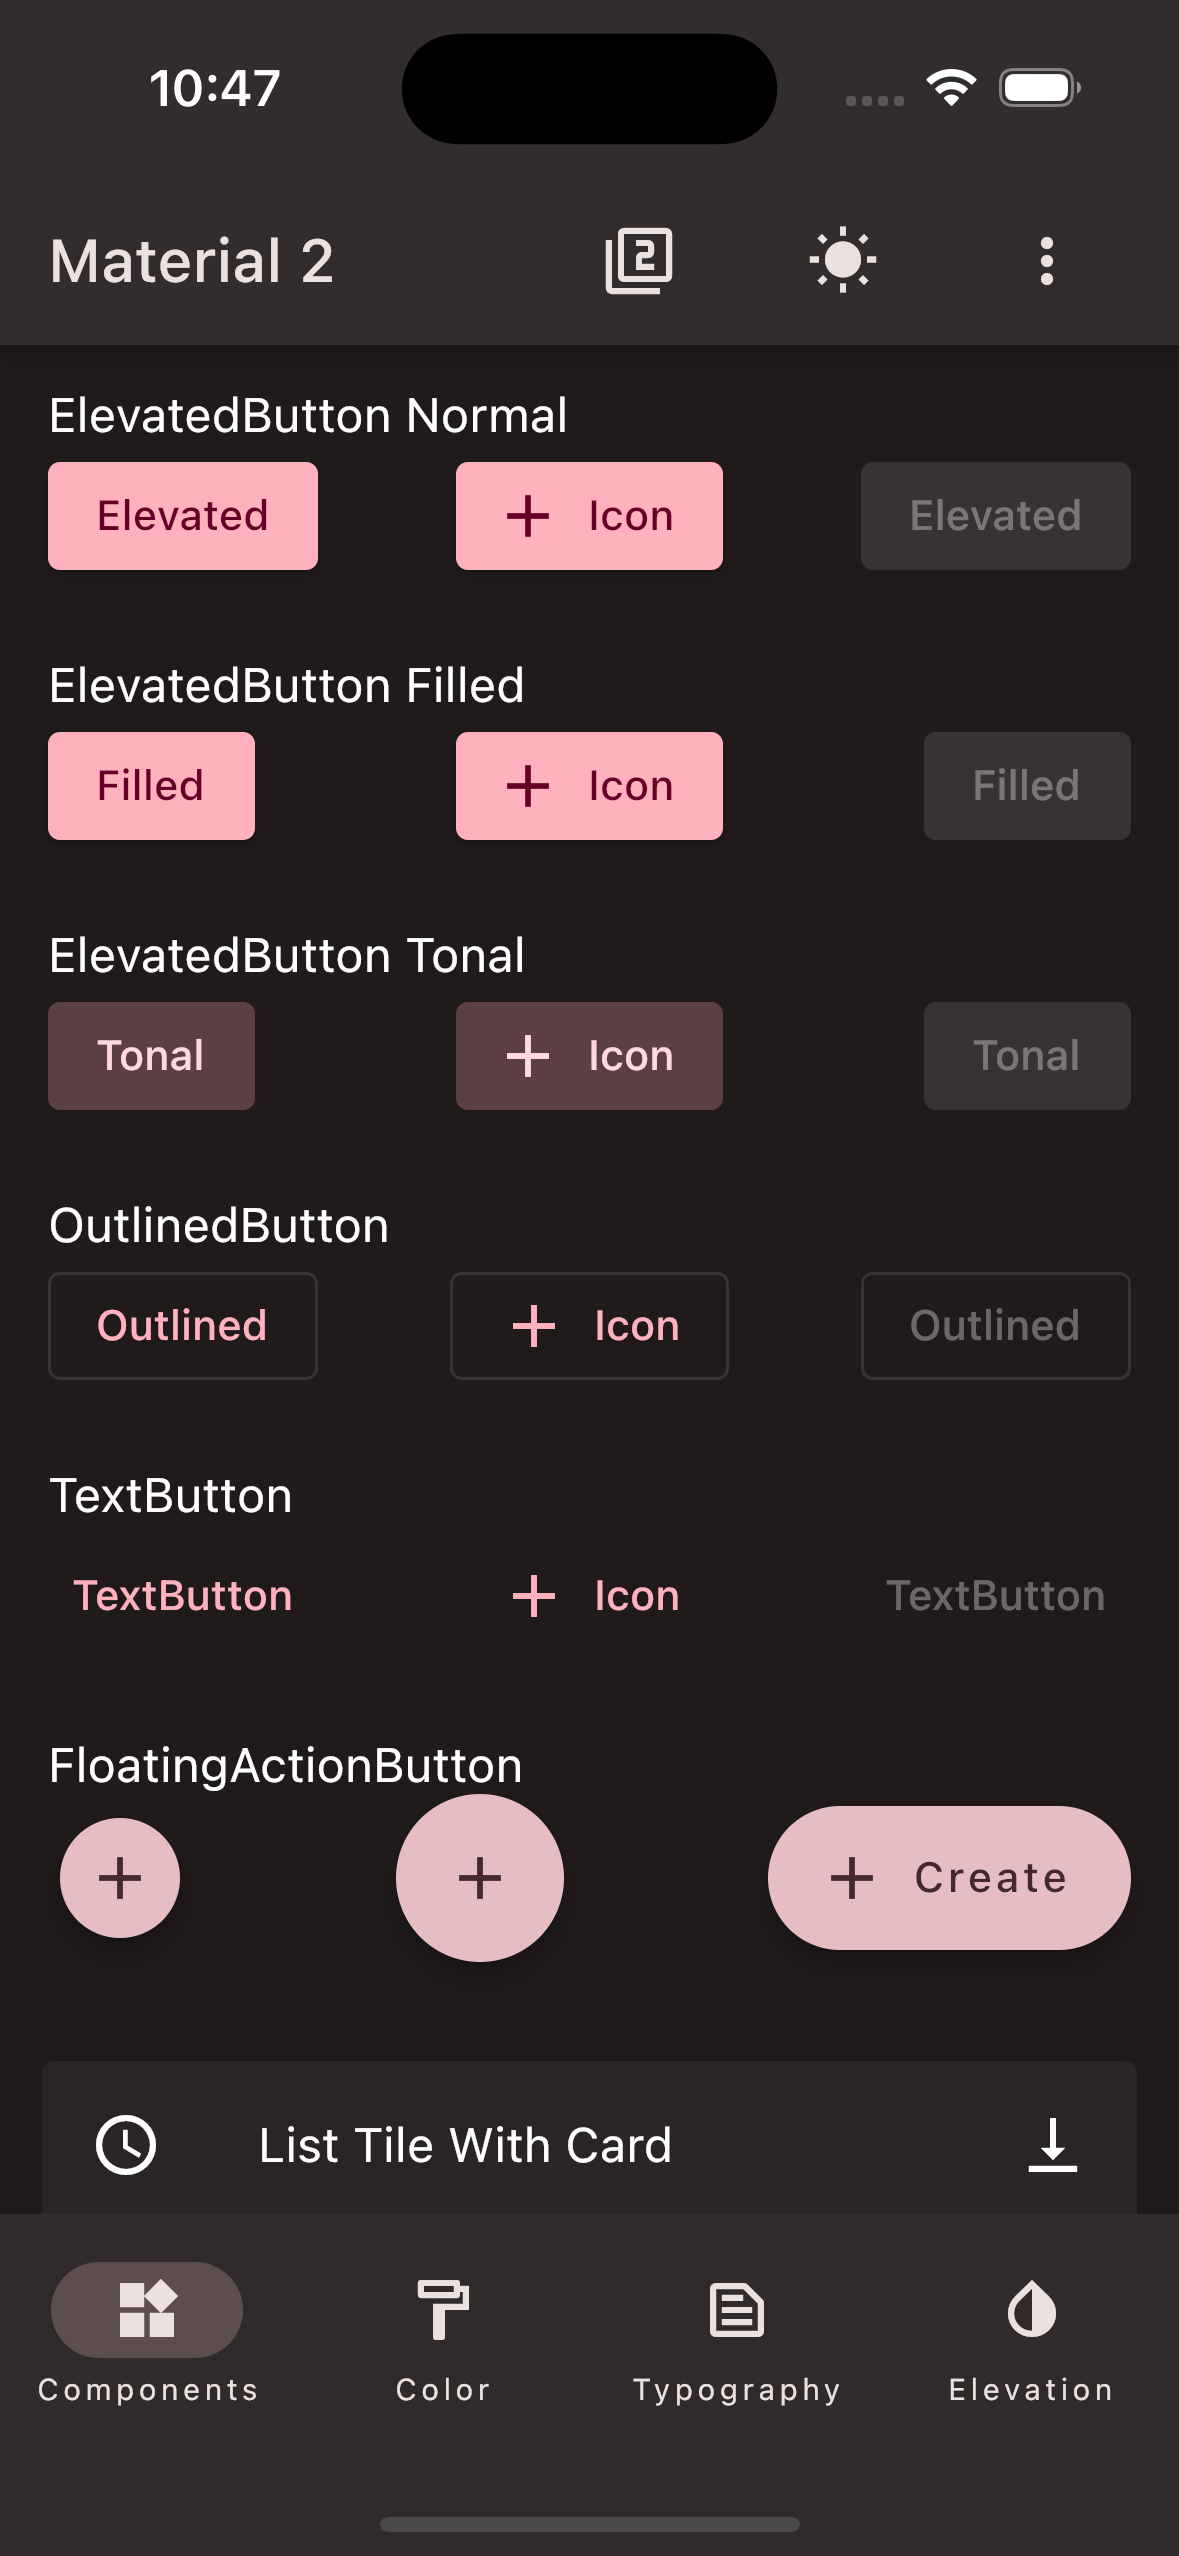 10:47
Material 2
ElevatedButton Normal
Elevated Icon Elevated
ElevatedButton Filled
Filled Icon Filled
ElevatedButton Tonal
Tonal Icon Tonal
OutlinedButton
Outlined Icon Outlined
TextButton
TextButton Icon TextButton
FloatingActionButton
Create
List Tile With Card
Components Color Typography Elevation